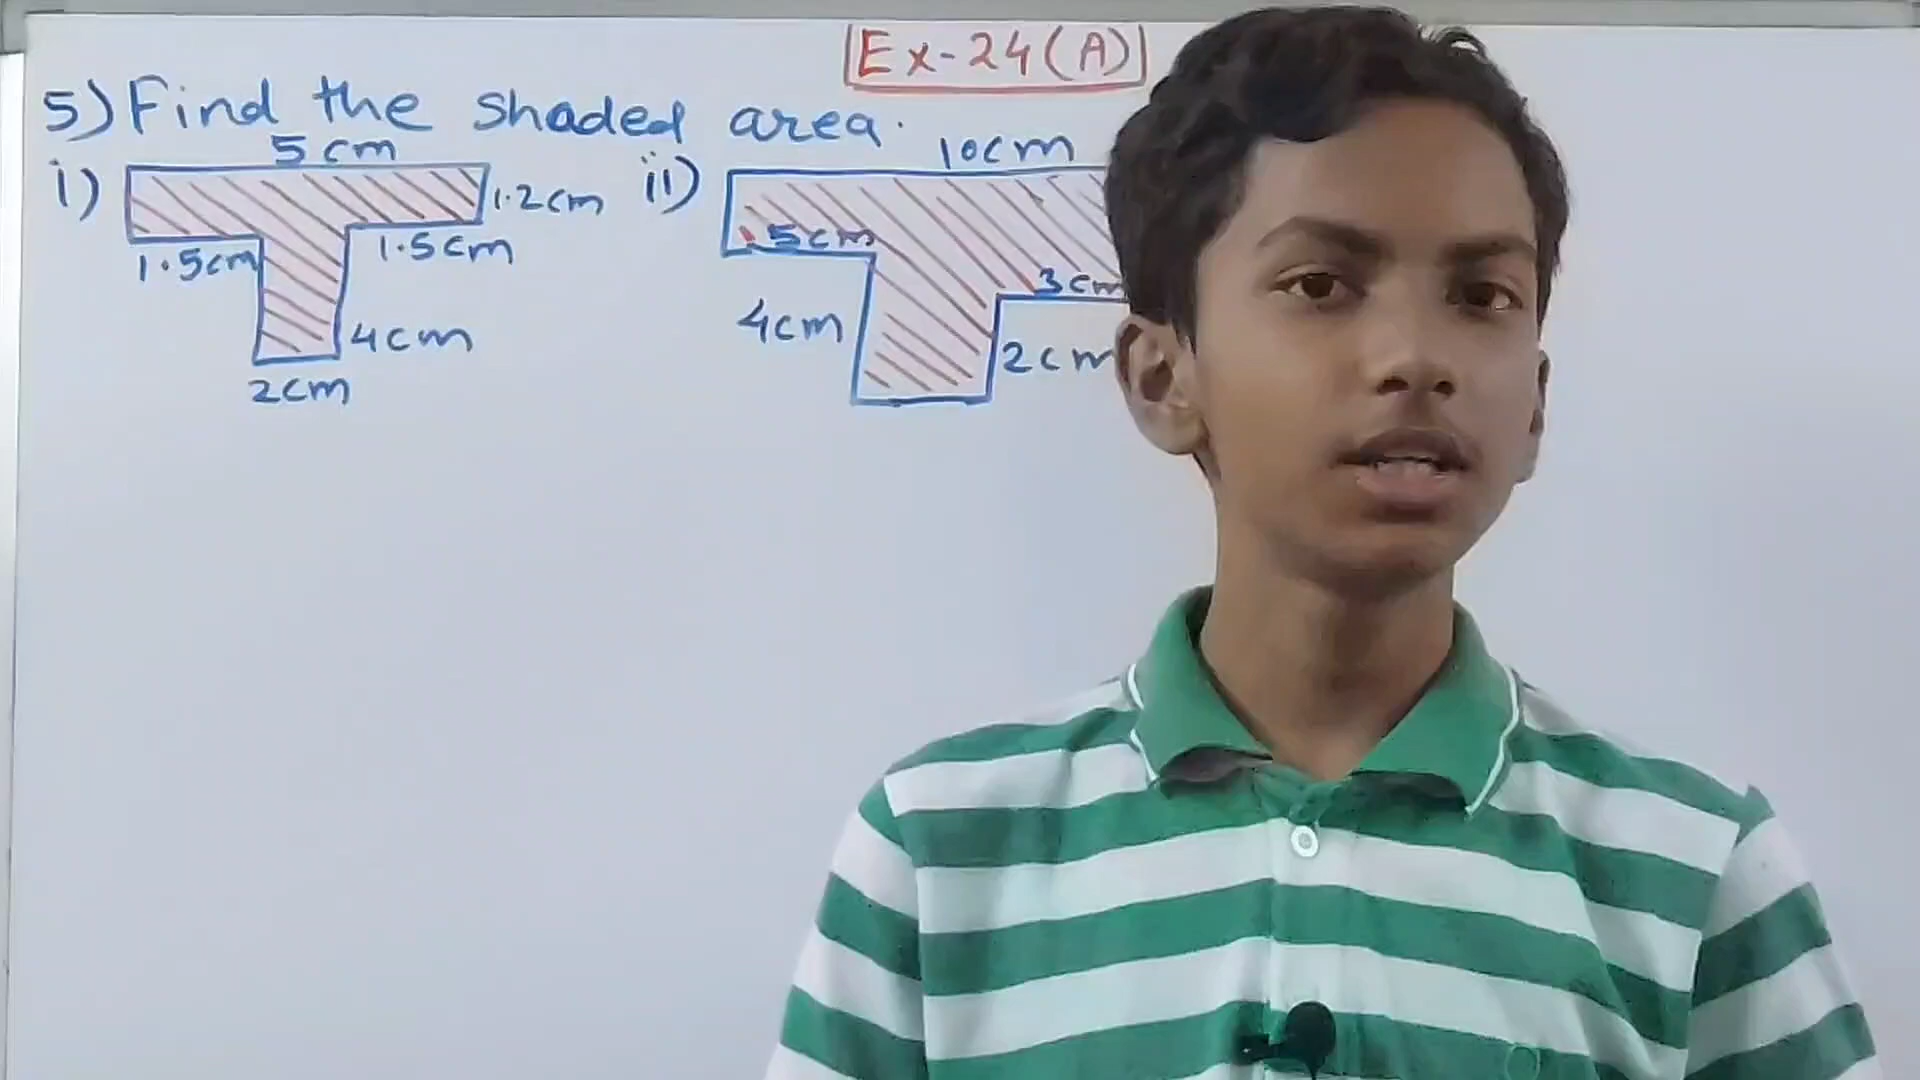 Ex-24(A)
5) Find the shaded area.
i)
5 cm
1.2cm
1.5cm
1.5cm
4cm
2cm
ii)
10cm
5cm
3cm
4cm
2cm